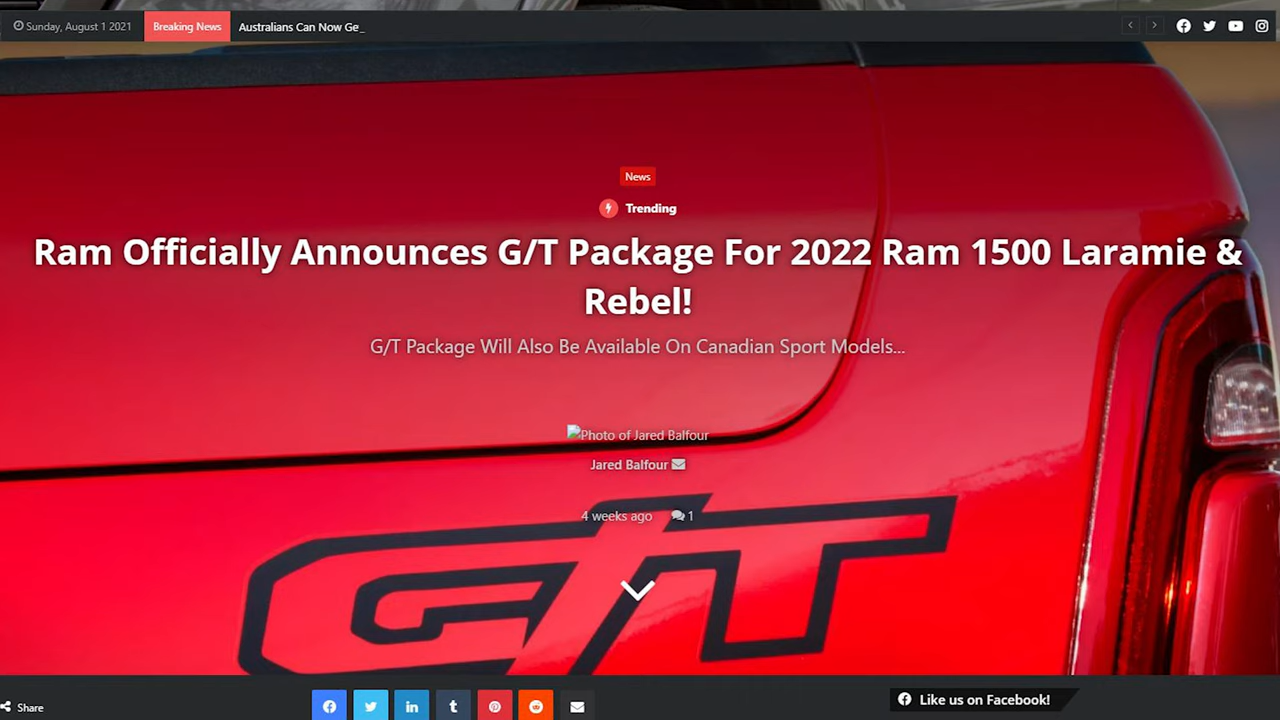 Sunday, August 1 2021
Breaking News
Australians Can Now Ge_
News
Trending
Ram Officially Announces G/T Package For 2022 Ram 1500 Laramie &
Rebel!
G/T Package Will Also Be Available On Canadian Sport Models...
Photo of Jared Balfour
Jared Balfour
4 weeks ago 1
G/T
Share
Like us on Facebook!